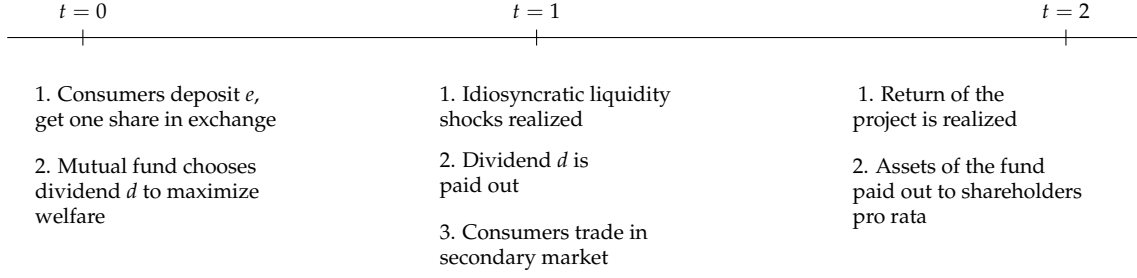 t = 0
1. Consumers deposit e,
get one share in exchange
2. Mutual fund chooses
dividend d to maximize
welfare
t = 1
1. Idiosyncratic liquidity
shocks realized
2. Dividend d is
paid out
3. Consumers trade in
secondary market
t = 2
1. Return of the
project is realized
2. Assets of the fund
paid out to shareholders
pro rata